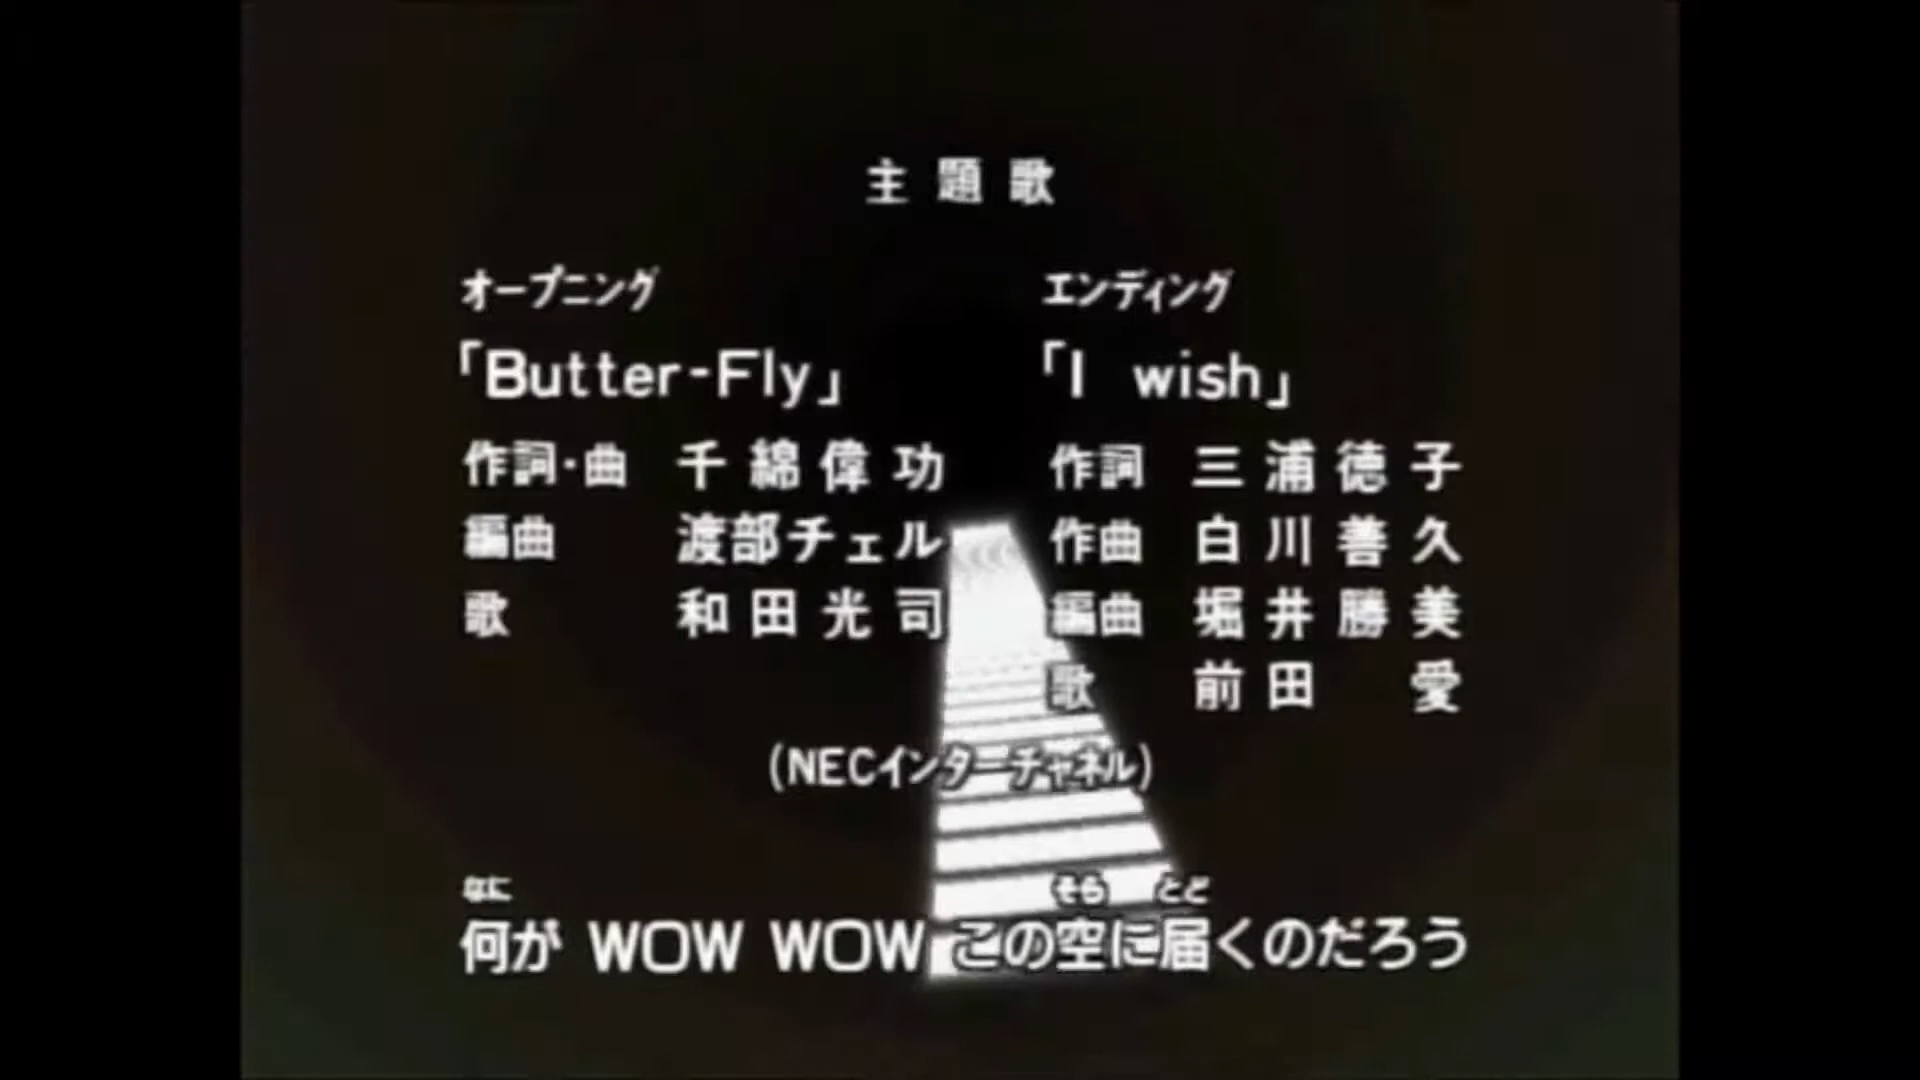 主題歌
オープニング
「Butter-Fly」
作詞・曲 千綿偉功
編曲 渡部チェル
歌 和田光司
エンディング
「I wish」
作詞 三浦徳子
作曲 白川善久
編曲 堀井勝美
歌 前田愛
(NECインターチャネル)
なに そら とど
何が WOW WOW この空に届くのだろう